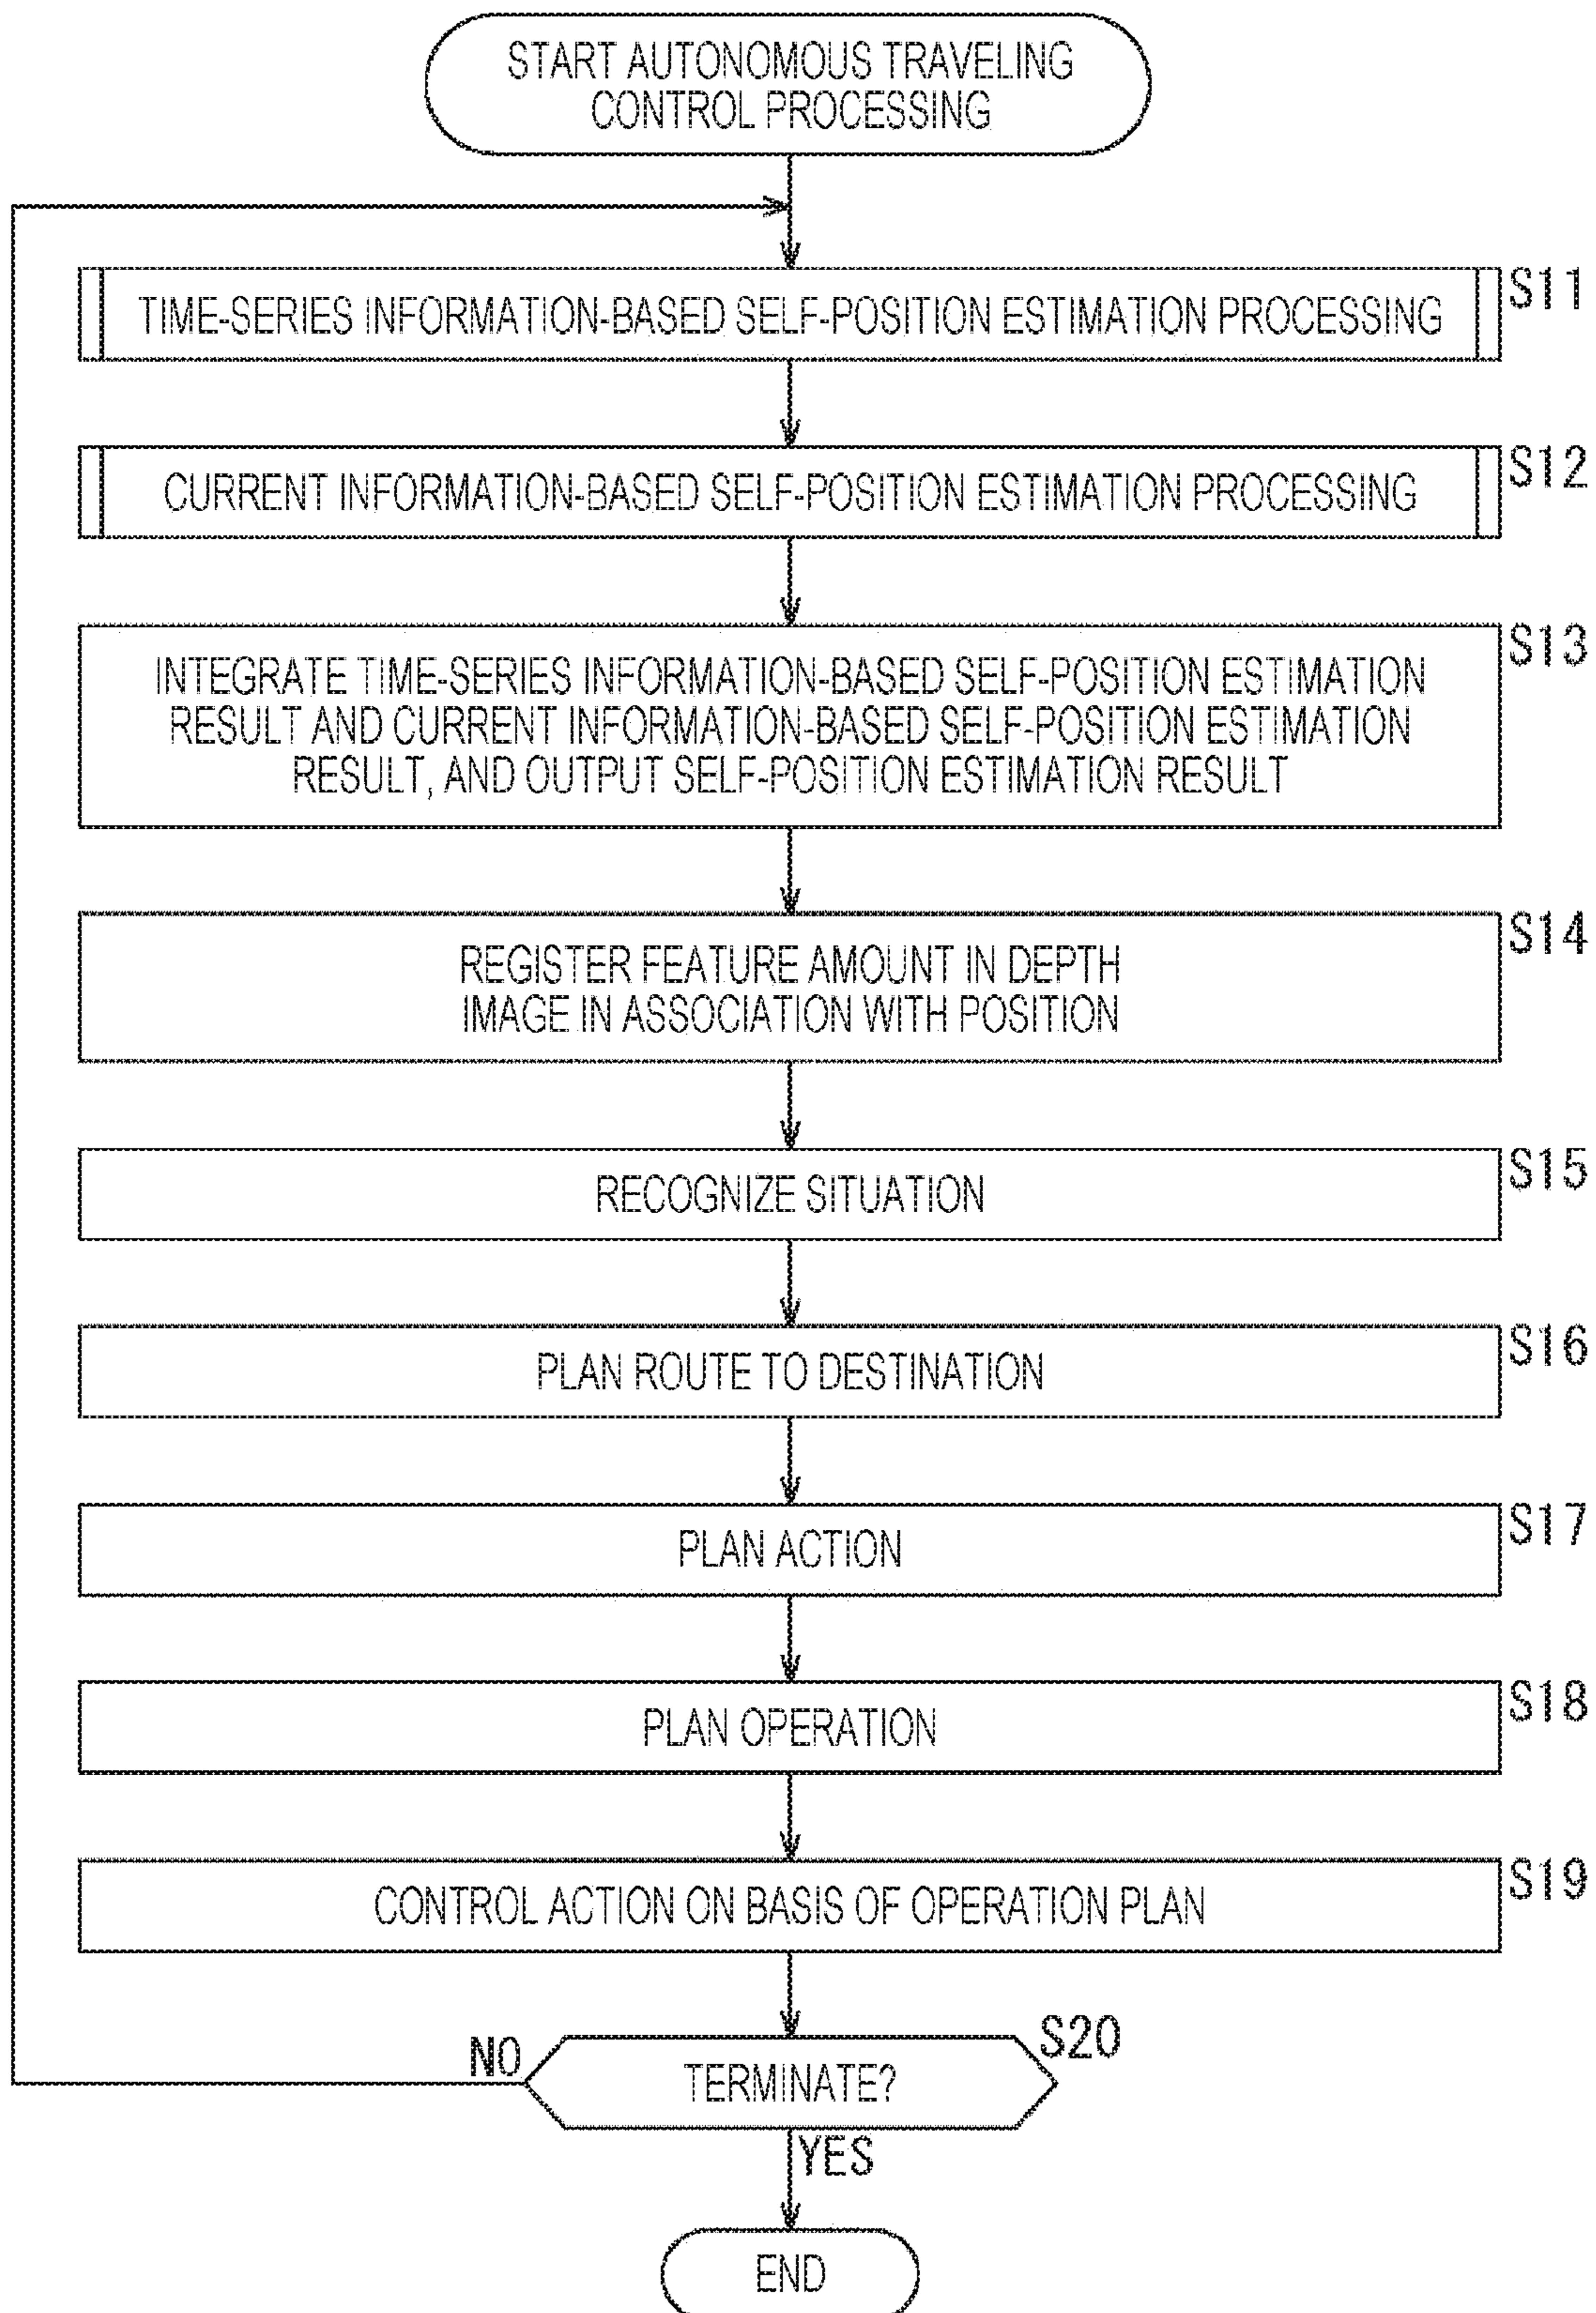 START AUTONOMOUS TRAVELING
CONTROL PROCESSING
TIME-SERIES INFORMATION-BASED SELF-POSITION ESTIMATION PROCESSING
S11
CURRENT INFORMATION-BASED SELF-POSITION ESTIMATION PROCESSING
S12
INTEGRATE TIME-SERIES INFORMATION-BASED SELF-POSITION ESTIMATION
RESULT AND CURRENT INFORMATION-BASED SELF-POSITION ESTIMATION
RESULT, AND OUTPUT SELF-POSITION ESTIMATION RESULT
S13
REGISTER FEATURE AMOUNT IN DEPTH
IMAGE IN ASSOCIATION WITH POSITION
S14
RECOGNIZE SITUATION
S15
PLAN ROUTE TO DESTINATION
S16
PLAN ACTION
S17
PLAN OPERATION
S18
CONTROL ACTION ON BASIS OF OPERATION PLAN
S19
NO
TERMINATE?
S20
YES
END